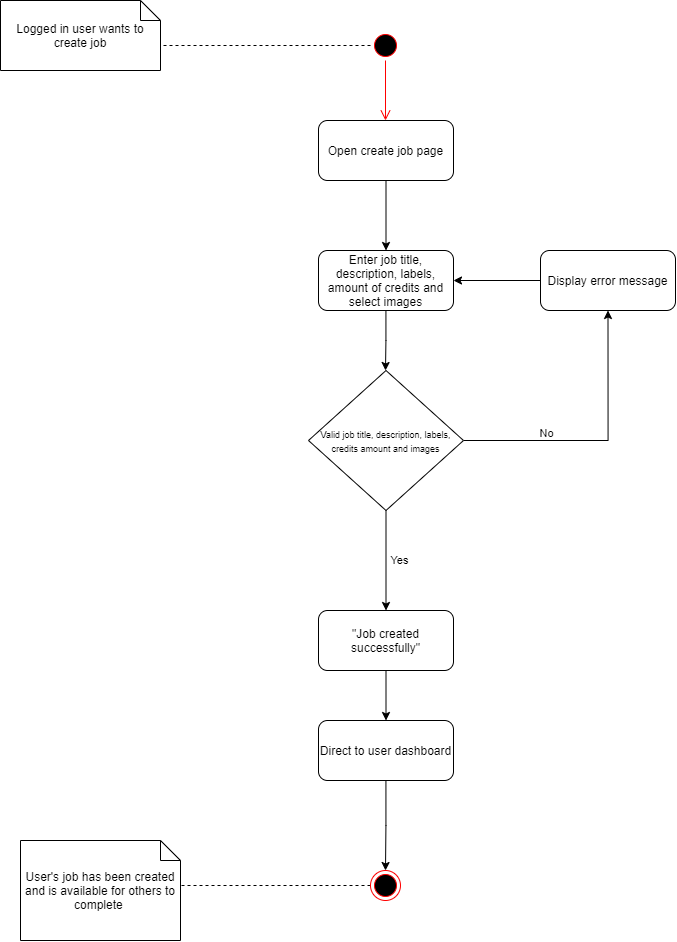 Logged in user wants to
create job
Open create job page
Enter job title,
description, labels,
amount of credits and
select images
Display error message
Valid job title, description, labels,
credits amount and images
No
Yes
"Job created
successfully"
Direct to user dashboard
User's job has been created
and is available for others to
complete